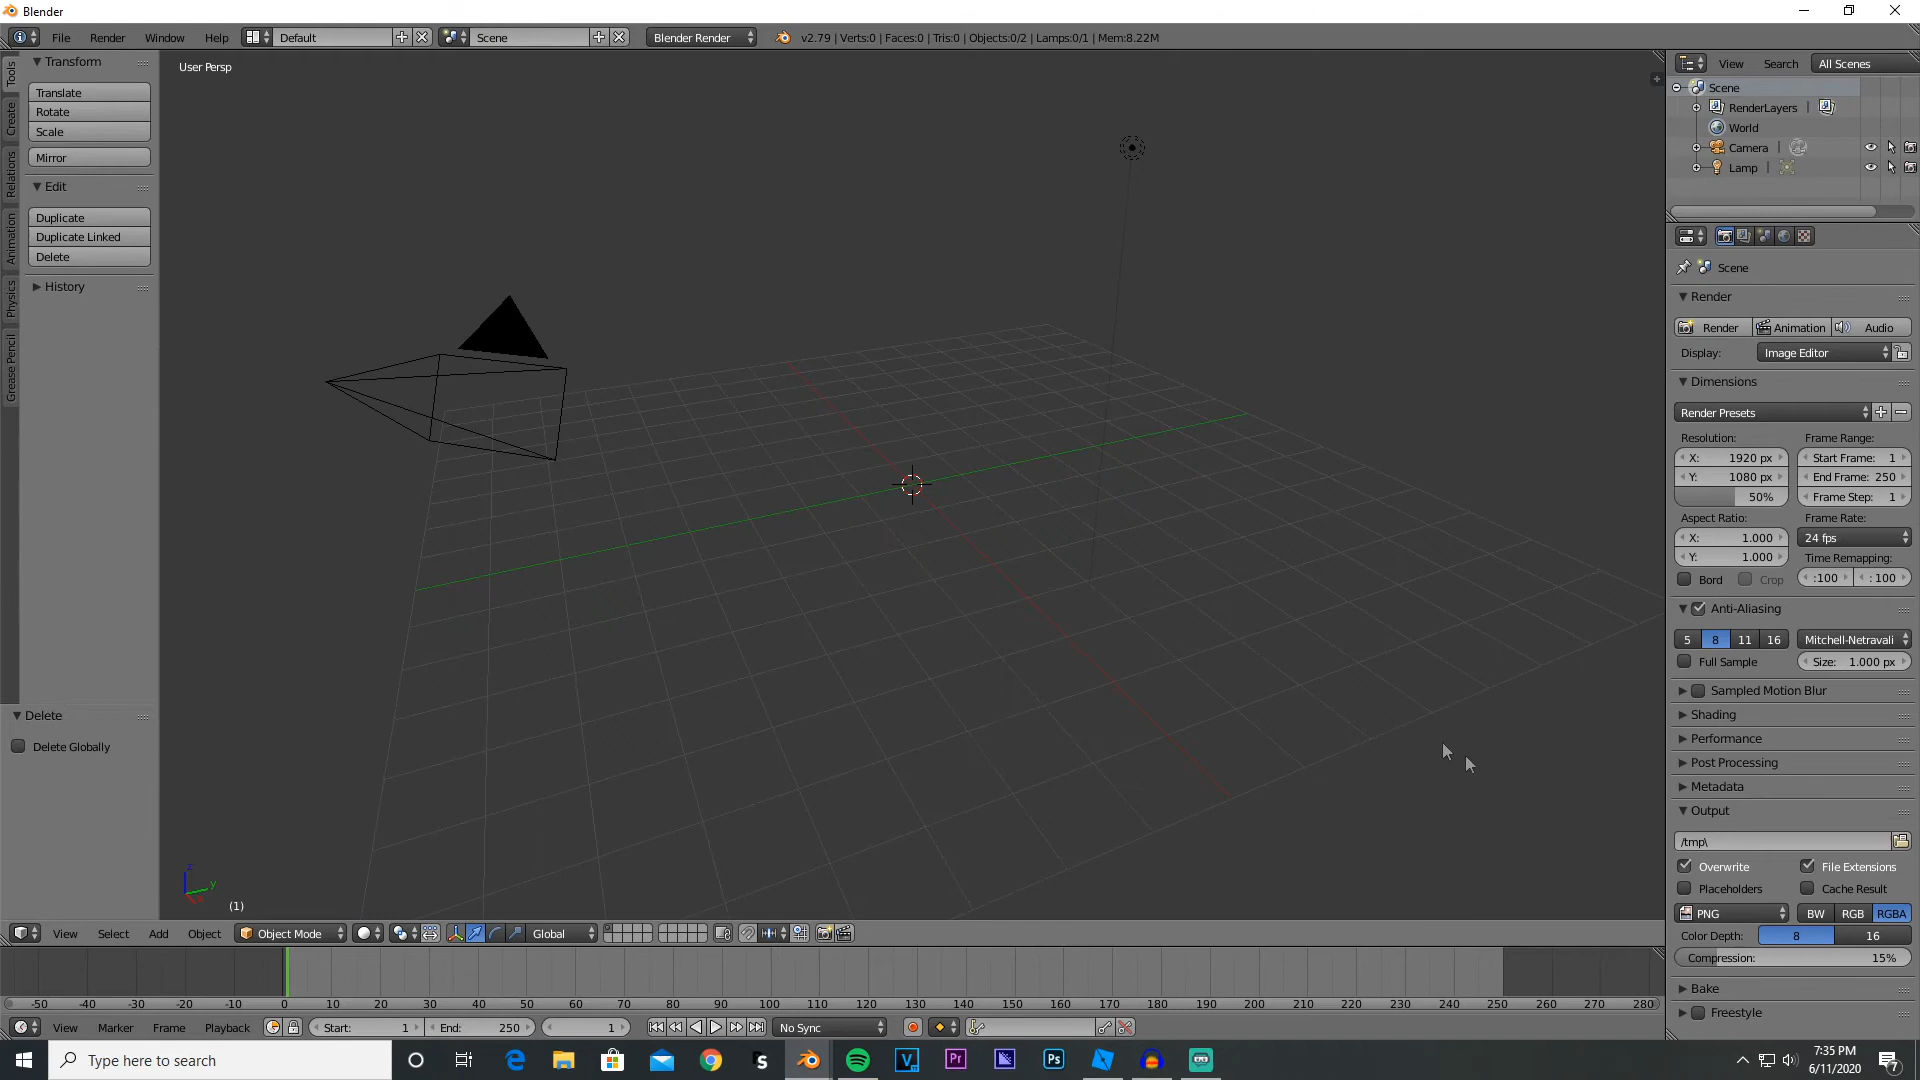 Blender
File Render Window Help Default Scene Blender Render v2.79 | Verts:0 | Faces:0 | Tris:0 | Objects:0/2 | Lamps:0/1 | Mem:8.22M
Tools
Create
Relations
Animation
Physics
Grease Pencil
Transform
Translate
Rotate
Scale
Mirror
Edit
Duplicate
Duplicate Linked
Delete
History
Delete
Delete Globally
User Persp
z
y
(1)
View Search All Scenes
Scene
RenderLayers |
World
Camera |
Lamp |
Scene
Render
Render Animation Audio
Display: Image Editor
Dimensions
Render Presets
Resolution: Frame Range:
X: 1920 px Start Frame: 1
Y: 1080 px End Frame: 250
50% Frame Step: 1
Aspect Ratio: Frame Rate:
X: 1.000 24 fps
Y: 1.000 Time Remapping:
Bord Crop :100 : 100
Anti-Aliasing
5 8 11 16 Mitchell-Netravali
Full Sample Size: 1.000 px
Sampled Motion Blur
Shading
Performance
Post Processing
Metadata
Output
/tmp\
Overwrite File Extensions
Placeholders Cache Result
PNG BW RGB RGBA
Color Depth: 8 16
Compression: 15%
Bake
Freestyle
View Select Add Object Object Mode Global
-50 -40 -30 -20 -10 0 10 20 30 40 50 60 70 80 90 100 110 120 130 140 150 160 170 180 190 200 210 220 230 240 250 260 270 280
View Marker Frame Playback Start: 1 End: 250 1 No Sync
Type here to search
Pr
Ps
7:35 PM
6/11/2020
7